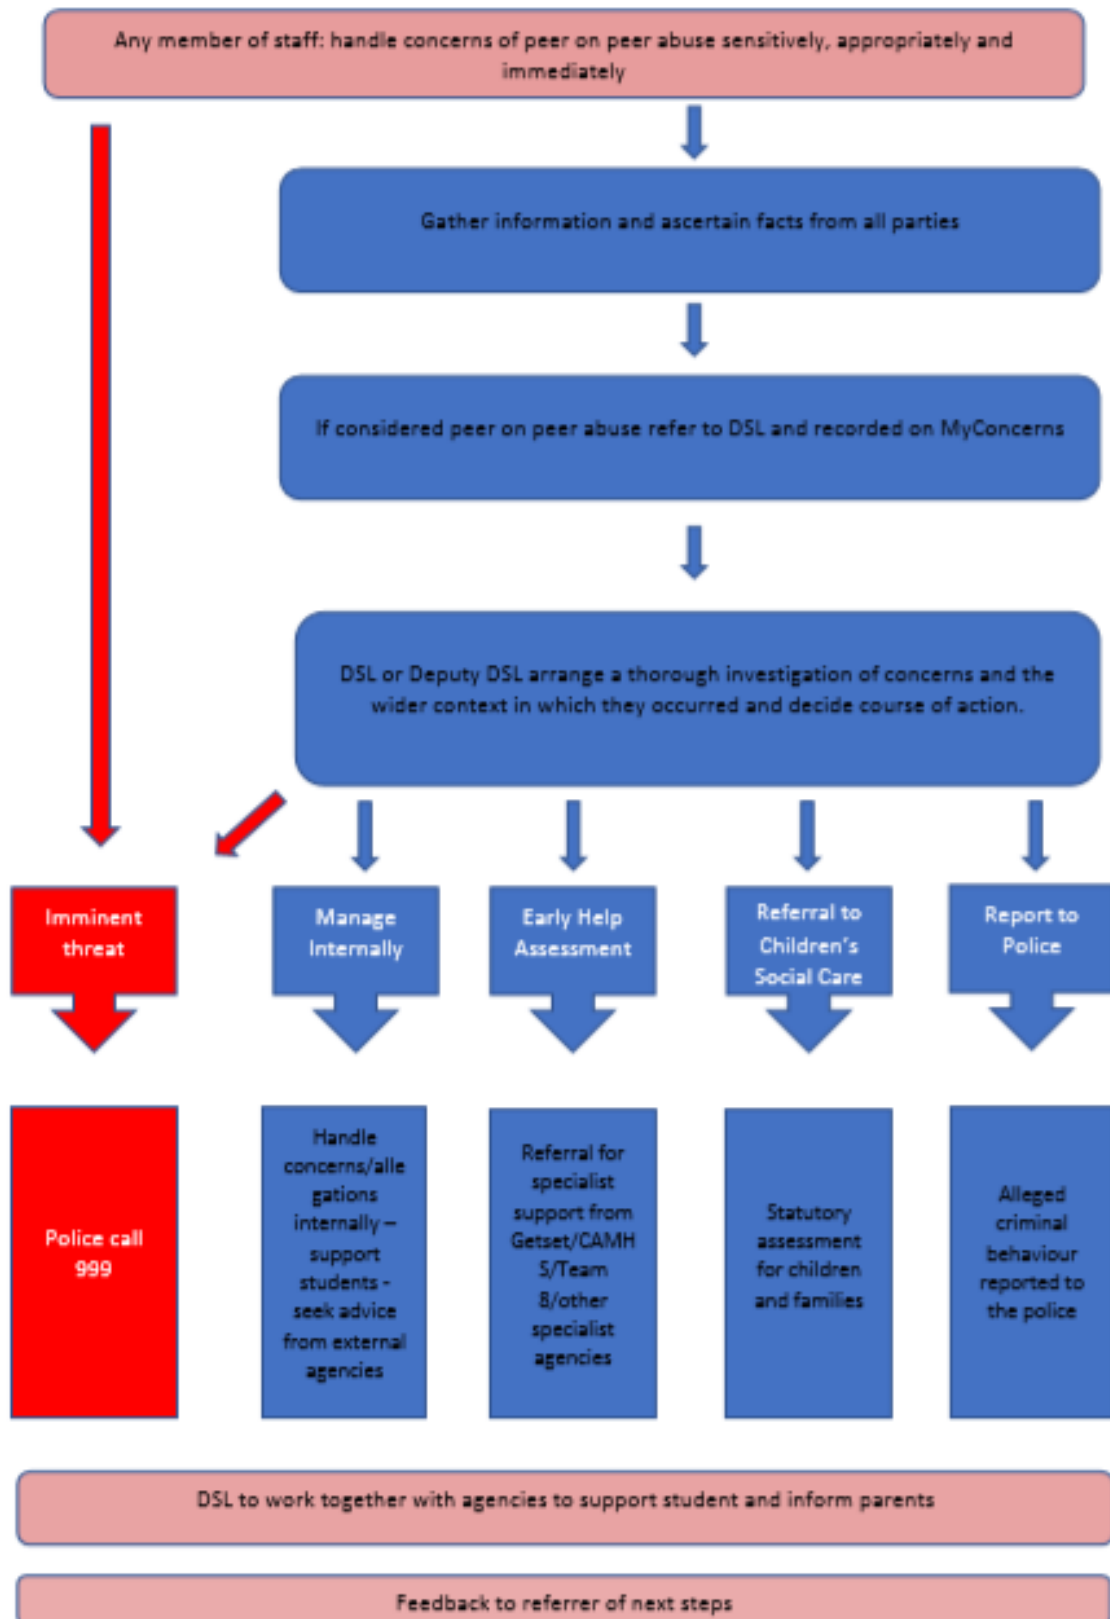 Any member of staff: handle concerns of peer on peer abuse sensitively, appropriately and
immediately
Gather information and ascertain facts from all parties
If considered peer on peer abuse refer to DSL and recorded on MyConcerns
DSL or Deputy DSL arrange a thorough investigation of concerns and the
wider context in which they occurred and decide course of action.
Imminent
threat
Manage
Internally
Early Help
Assessment
Referral to
Children's
Social Care
Report to
Police
Police call
999
Handle
concerns/alle
gations
internally –
support
students -
seek advice
from external
agencies
Referral for
specialist
support from
Getset/CAMH
S/Team
8/other
specialist
agencies
Statutory
assessment
for children
and families
Alleged
criminal
behaviour
reported to
the police
DSL to work together with agencies to support student and inform parents
Feedback to referrer of next steps